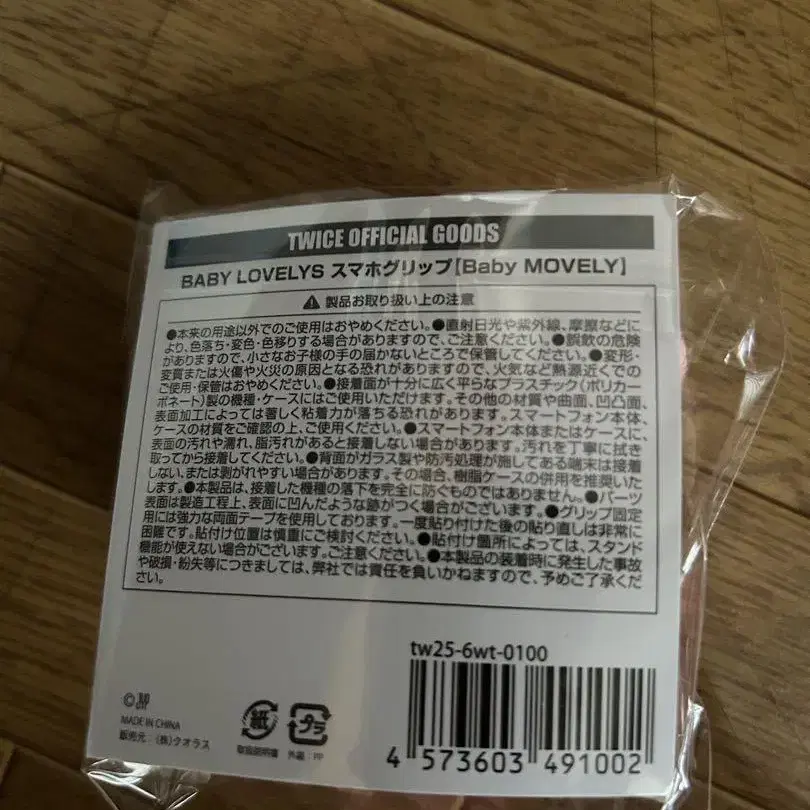 TWICE OFFICIAL GOODS
BABY LOVELYS スマホグリップ【Baby MOVELY】
製品お取り扱い上の注意
●本来の用途以外でのご使用はおやめください。●直射日光や紫外線、摩擦などに
より、色落ち・変色・色移りする場合がありますので、ご注意ください。●誤飲の危険
がありますので、小さなお子様の手の届かないところで保管してください。●変形・
変質または火傷や火災の原因となる恐れがありますので、火気など熱源近くでの
ご使用・保管はおやめください。●接着面が十分に広く平らなプラスチック(ポリカー
ボネート)製の機種・ケースにはご使用いただけます。その他の材質や曲面、凹凸面、
表面加工によっては著しく粘着力が落ちる恐れがあります。スマートフォン本体、
ケースの材質をご確認の上、ご使用ください。●スマートフォン本体またはケースに、
表面の汚れや濡れ、脂汚れがあると接着しない場合があります。汚れを丁寧に拭き
取ってから接着してください。●背面がガラス製や防汚処理が施してある端末は接着
しない、または剥がれやすい場合があります。その場合、樹脂ケースの併用を推奨いた
します。●本製品は、接着した機種の落下を完全に防ぐものではありません。●パーツ
表面は製造工程上、表面に凹んだような跡がつく場合がございます。●グリップ固定
用には強力な両面テープを使用しております。一度貼り付けた後の貼り直しは非常に
困難です。貼付け位置は慎重にご検討ください。●貼付け箇所によっては、スタンド
機能が使えない場合がございます。ご注意ください。●本製品の装着時に発生した事故
や破損・紛失等につきましては、弊社では責任を負いかねますので、予めご了承くだ
さい。
tw25-6wt-0100
©
MADE IN CHINA
販売元:(株)タオラス
紙
プラ
取扱説明書
外装:PP
4 573603 491002